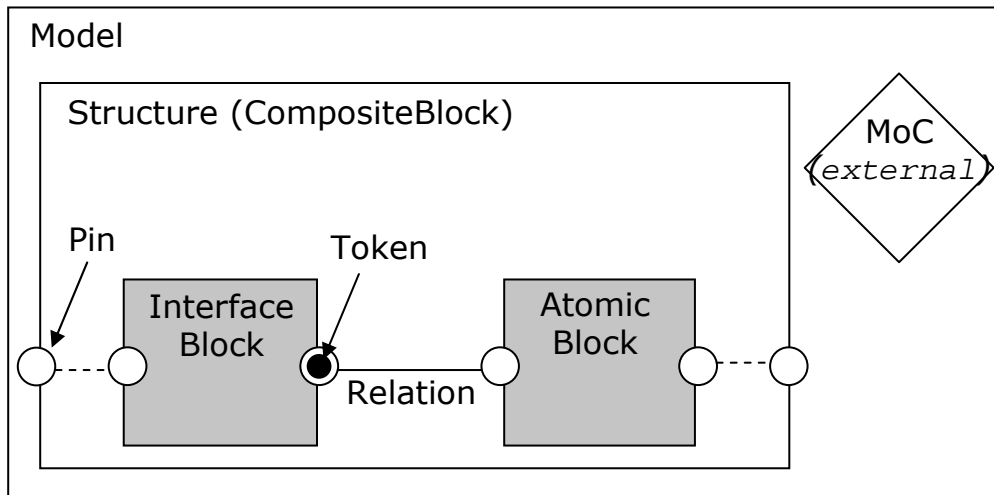 Model
Structure (CompositeBlock)
MoC
(external)
Pin
Token
Interface
Block
Atomic
Block
Relation